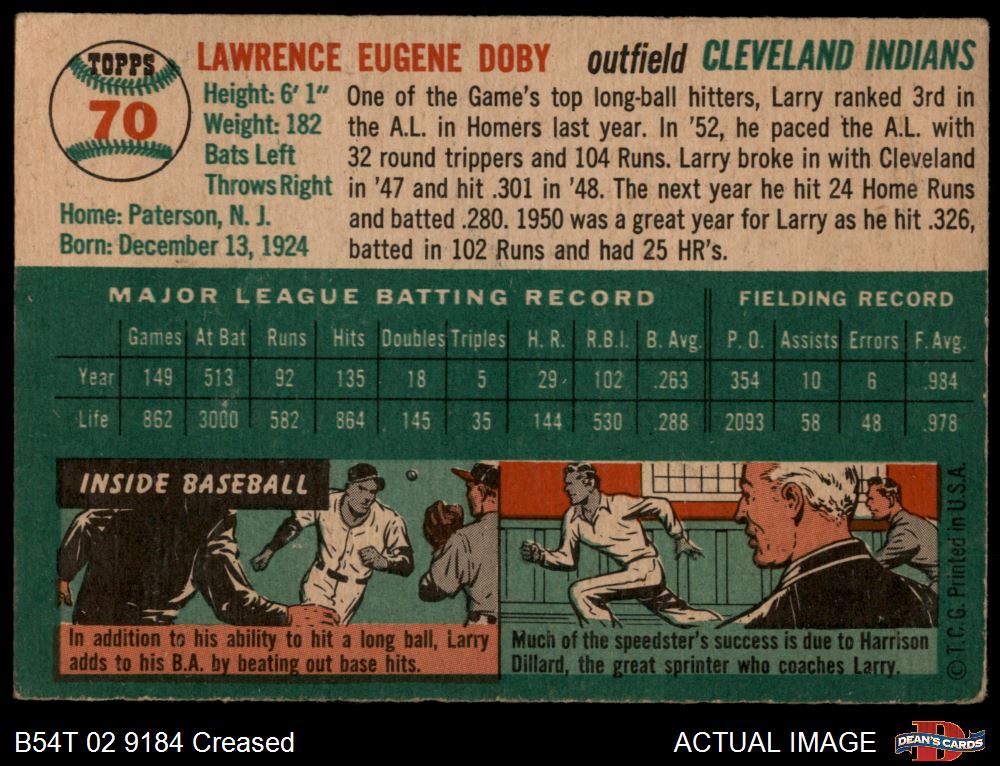 TOPPS
70
LAWRENCE EUGENE DOBY outfield CLEVELAND INDIANS
Height: 6' 1"
Weight: 182
Bats Left
Throws Right
Home: Paterson, N. J.
Born: December 13, 1924
One of the Game's top long-ball hitters, Larry ranked 3rd in
the A.L. in Homers last year. In '52, he paced the A.L. with
32 round trippers and 104 Runs. Larry broke in with Cleveland
in '47 and hit .301 in '48. The next year he hit 24 Home Runs
and batted .280. 1950 was a great year for Larry as he hit .326,
batted in 102 Runs and had 25 HR's.
MAJOR LEAGUE BATTING RECORD FIELDING RECORD
Games At Bat Runs Hits Doubles Triples H. R. R.B.I. B. Avg. P. O. Assists Errors F. Avg.
Year 149 513 92 135 18 5 29 102 .263 354 10 6 .984
Life 862 3000 582 864 145 35 144 530 .288 2093 58 48 .978
INSIDE BASEBALL
In addition to his ability to hit a long ball, Larry
adds to his B.A. by beating out base hits.
Much of the speedster's success is due to Harrison
Dillard, the great sprinter who coaches Larry.
© T.C.G. Printed in U.S.A.
B54T 02 9184 Creased
ACTUAL IMAGE
DEAN'S CARDS